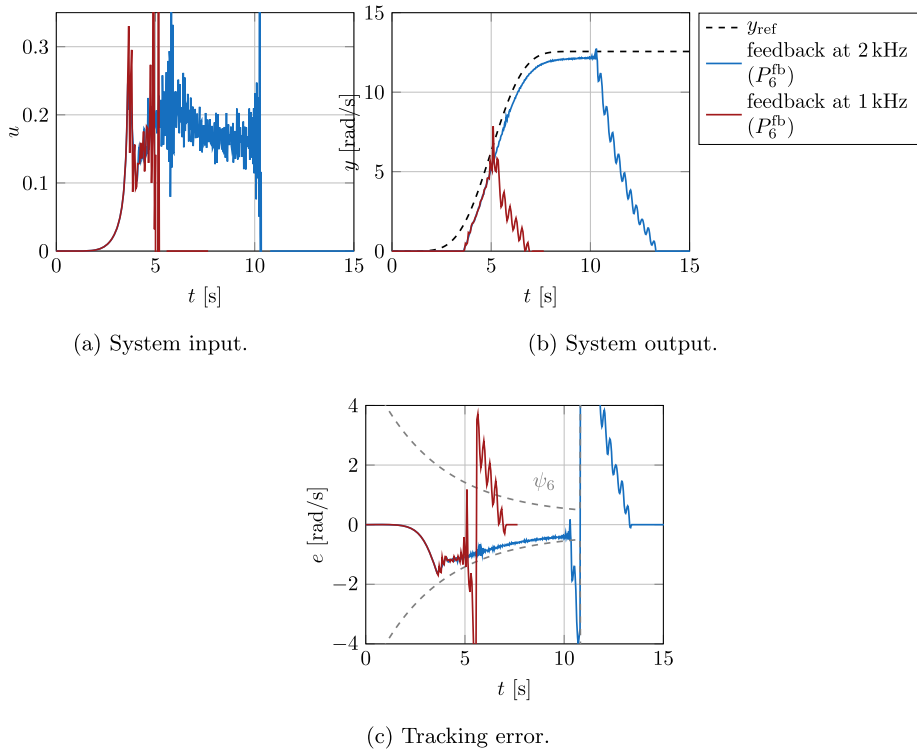 0.3
0.2
0.1
0
u
0
5
10
15
t [s]
(a) System input.
15
10
5
0
y [rad/s]
0
5
10
15
t [s]
(b) System output.
y_ref
feedback at 2 kHz
(P_6^fb)
feedback at 1 kHz
(P_6^fb)
4
2
0
−2
−4
e [rad/s]
ψ_6
0
5
10
15
t [s]
(c) Tracking error.